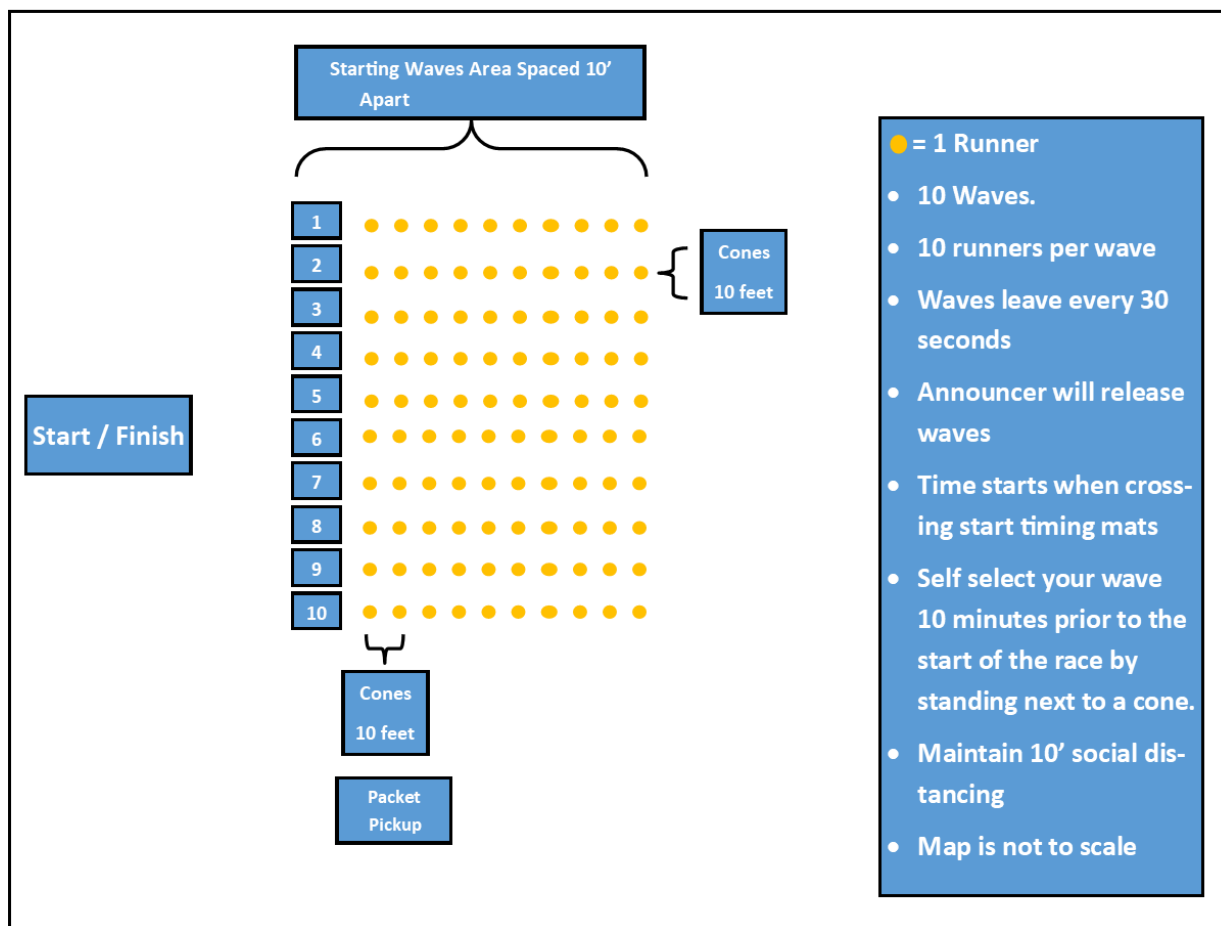 Starting Waves Area Spaced 10’
Apart
1
2
3
4
5
6
7
8
9
10
Cones
10 feet
Start / Finish
Cones
10 feet
Packet
Pickup
= 1 Runner
• 10 Waves.
• 10 runners per wave
• Waves leave every 30
seconds
• Announcer will release
waves
• Time starts when cross-
ing start timing mats
• Self select your wave
10 minutes prior to the
start of the race by
standing next to a cone.
• Maintain 10’ social dis-
tancing
• Map is not to scale